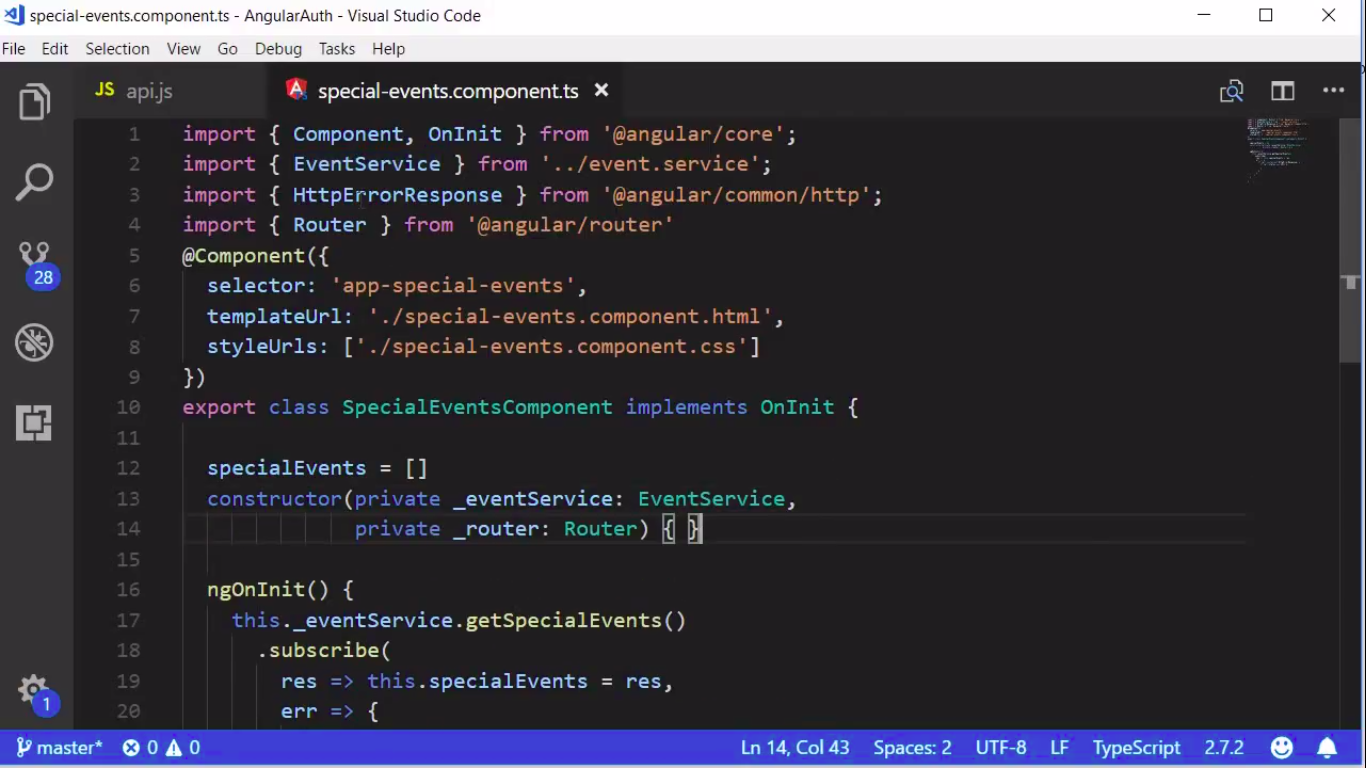 special-events.component.ts - AngularAuth - Visual Studio Code
File Edit Selection View Go Debug Tasks Help
JS api.js special-events.component.ts
1 import { Component, OnInit } from '@angular/core';
2 import { EventService } from '../event.service';
3 import { HttpErrorResponse } from '@angular/common/http';
4 import { Router } from '@angular/router'
5 @Component({
6   selector: 'app-special-events',
7   templateUrl: './special-events.component.html',
8   styleUrls: ['./special-events.component.css']
9 })
10 export class SpecialEventsComponent implements OnInit {
11
12   specialEvents = []
13   constructor(private _eventService: EventService,
14               private _router: Router) { }
15
16   ngOnInit() {
17     this._eventService.getSpecialEvents()
18       .subscribe(
19         res => this.specialEvents = res,
20         err => {
28
1
master* 0 0 Ln 14, Col 43 Spaces: 2 UTF-8 LF TypeScript 2.7.2